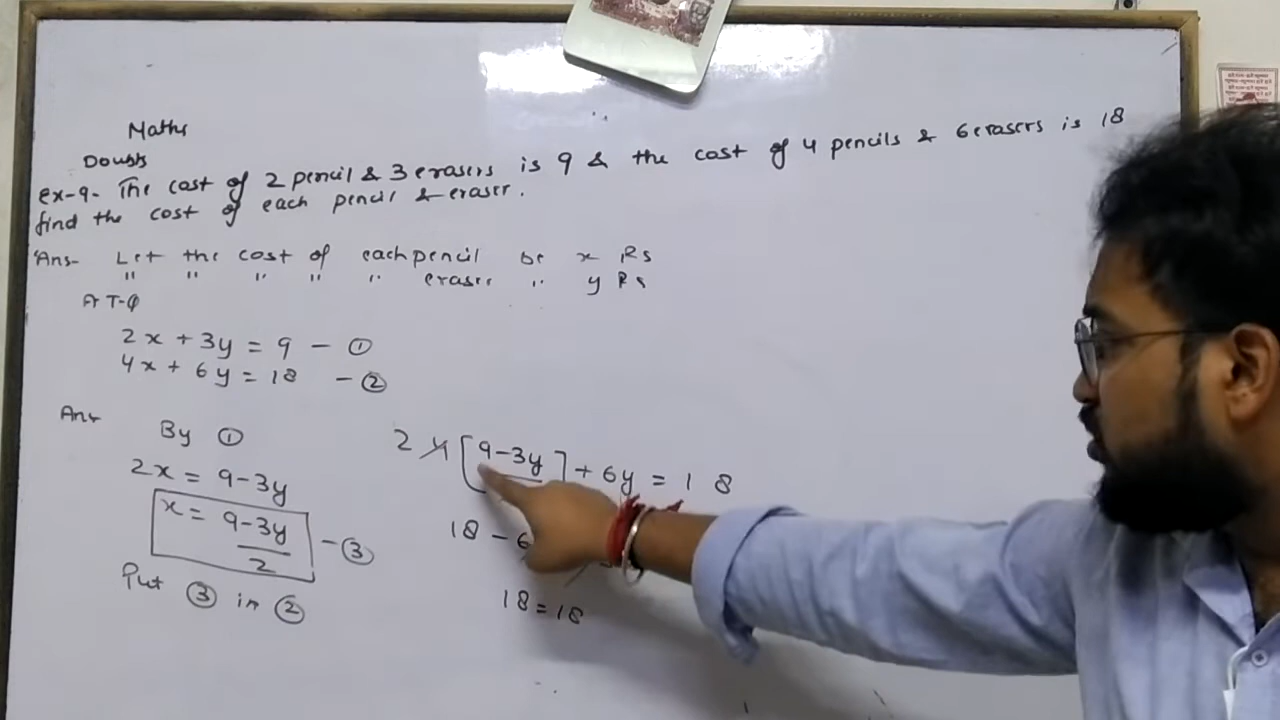 Maths
Doubts
Ex-9- The cost of 2 pencil & 3 erasers is 9 & the cost of 4 pencils & 6 erasers is 18
find the cost of each pencil & eraser.
Ans- Let the cost of each pencil be x Rs
" " " " " eraser " y Rs
A T-Q
2x + 3y = 9 - ①
4x + 6y = 18 - ②
Ans
By ①
2x = 9-3y
x = 9-3y/2 - ③
Put ③ in ②
2 4 [9-3y] + 6y = 18
18 - 6
18 = 18